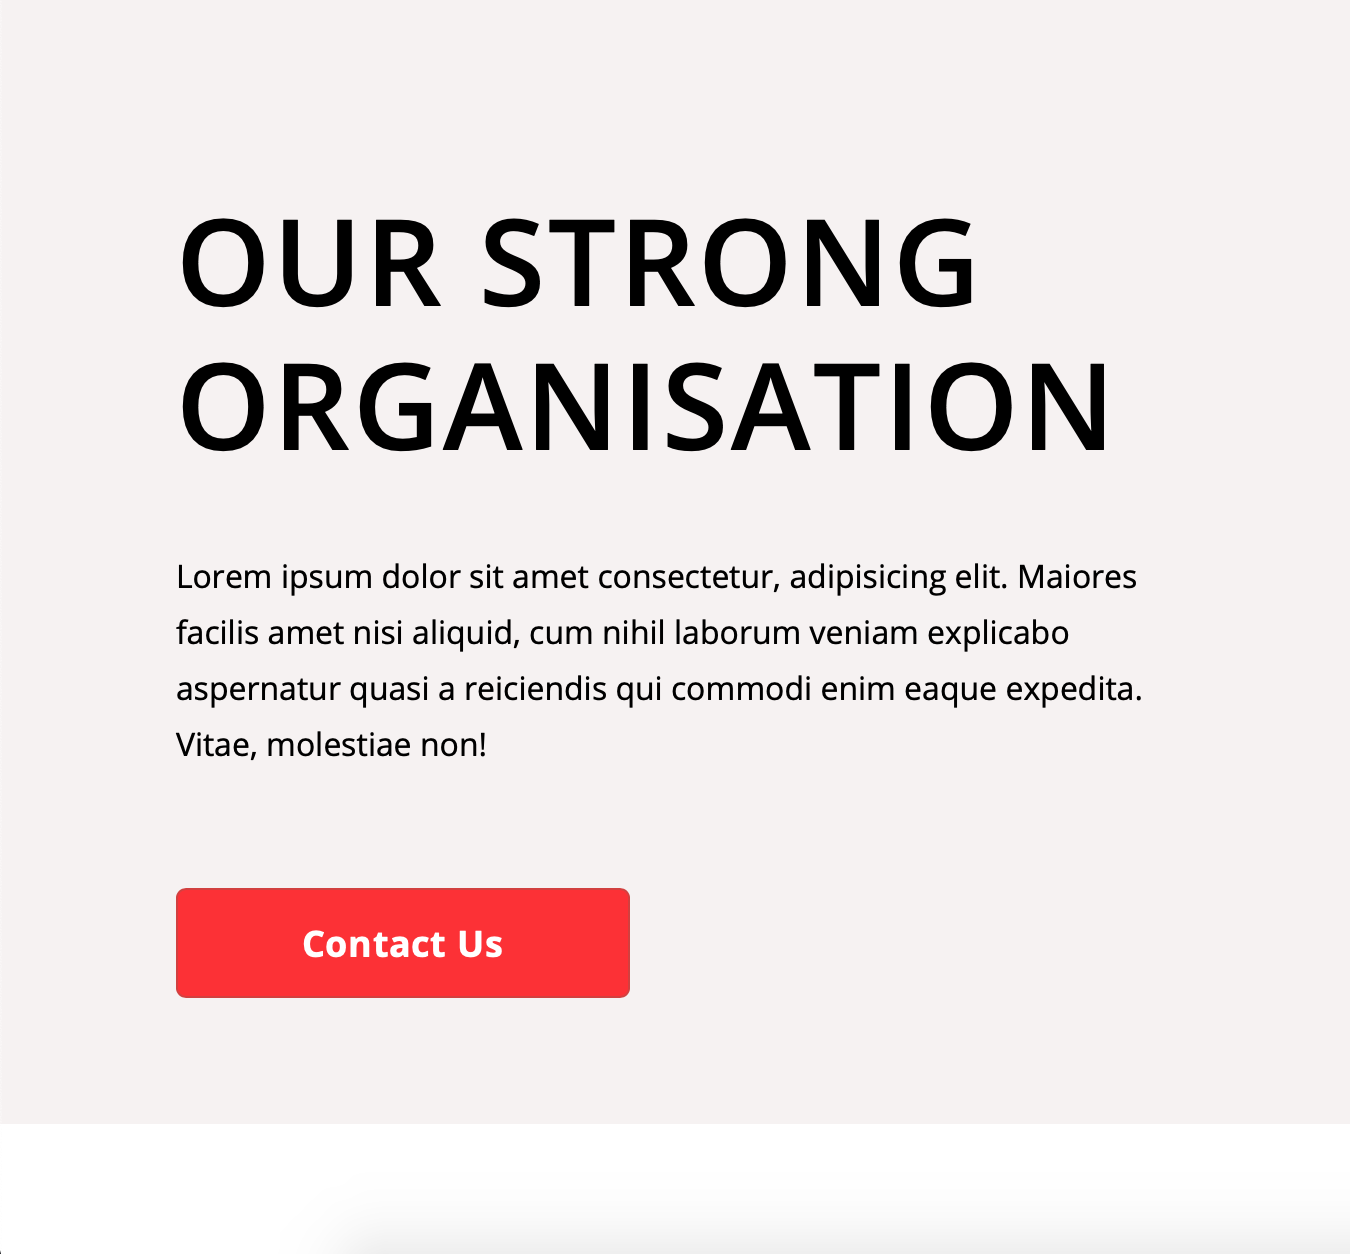 OUR STRONG
ORGANISATION
Lorem ipsum dolor sit amet consectetur, adipisicing elit. Maiores
facilis amet nisi aliquid, cum nihil laborum veniam explicabo
aspernatur quasi a reiciendis qui commodi enim eaque expedita.
Vitae, molestiae non!
Contact Us